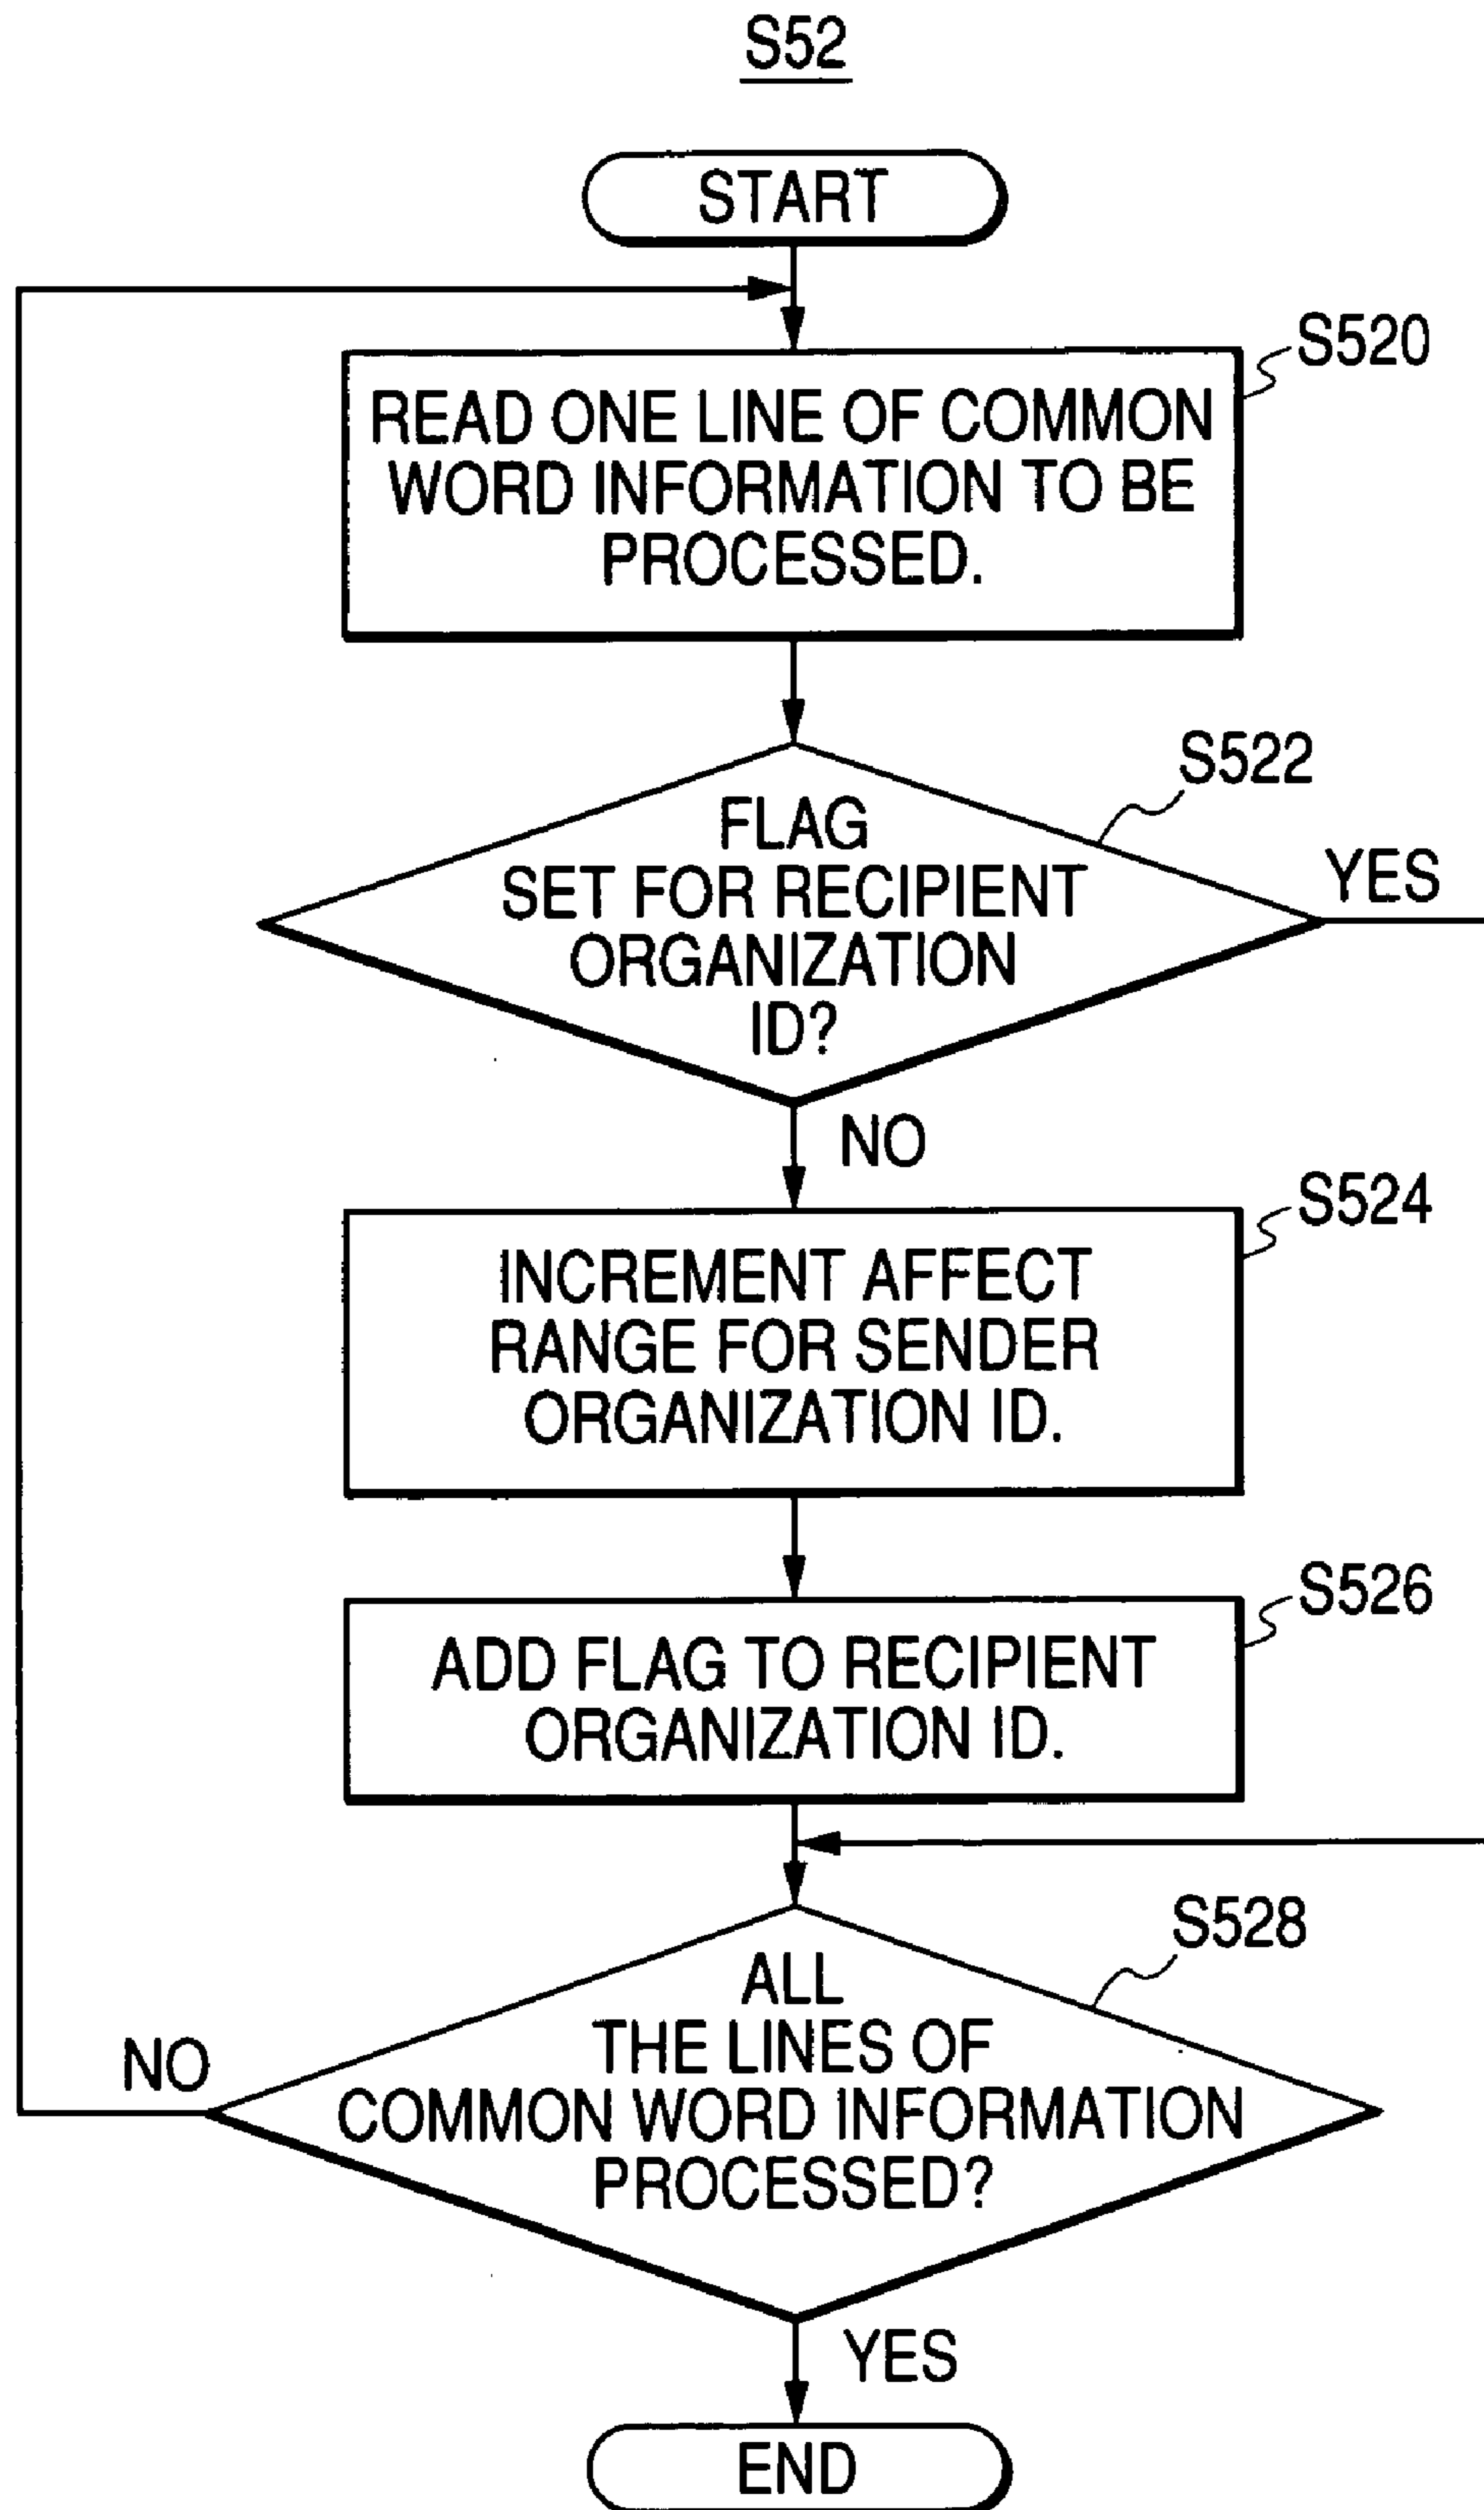 S52
START
S520
READ ONE LINE OF COMMON
WORD INFORMATION TO BE
PROCESSED.
S522
FLAG
SET FOR RECIPIENT
ORGANIZATION
ID?
YES
NO
S524
INCREMENT AFFECT
RANGE FOR SENDER
ORGANIZATION ID.
S526
ADD FLAG TO RECIPIENT
ORGANIZATION ID.
S528
ALL
THE LINES OF
COMMON WORD INFORMATION
PROCESSED?
NO
YES
END